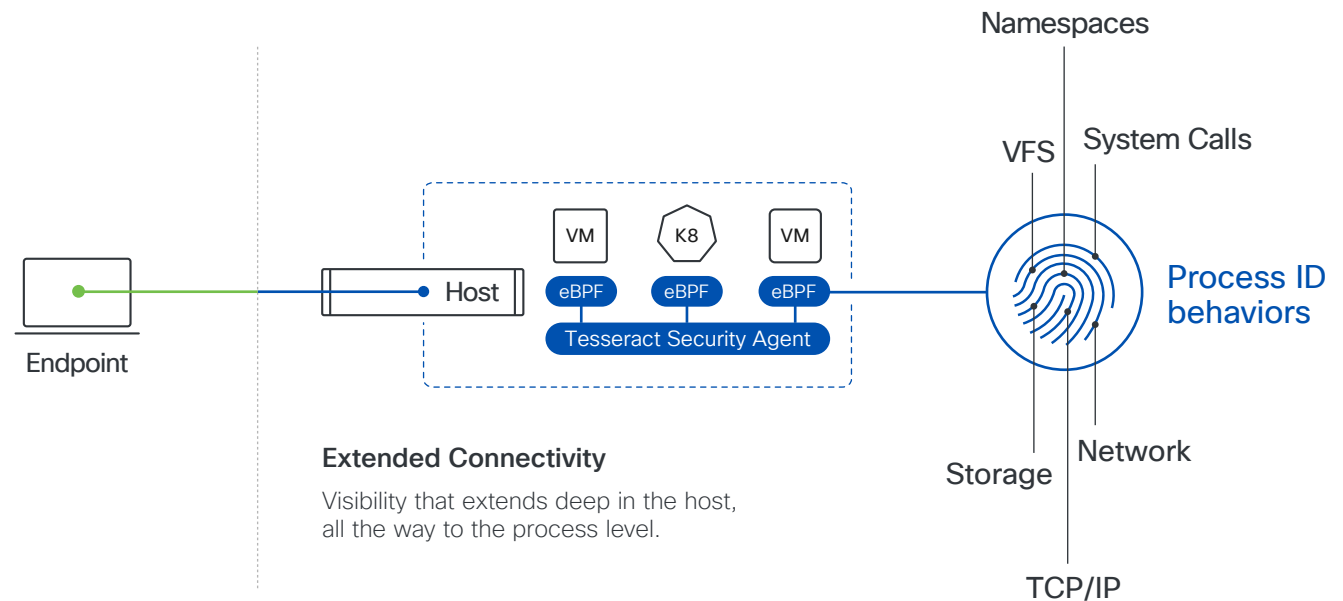 Namespaces
VFS
System Calls
VM
K8
VM
Host
eBPF
eBPF
eBPF
Process ID
behaviors
Tesseract Security Agent
Endpoint
Extended Connectivity
Visibility that extends deep in the host,
all the way to the process level.
Network
Storage
TCP/IP